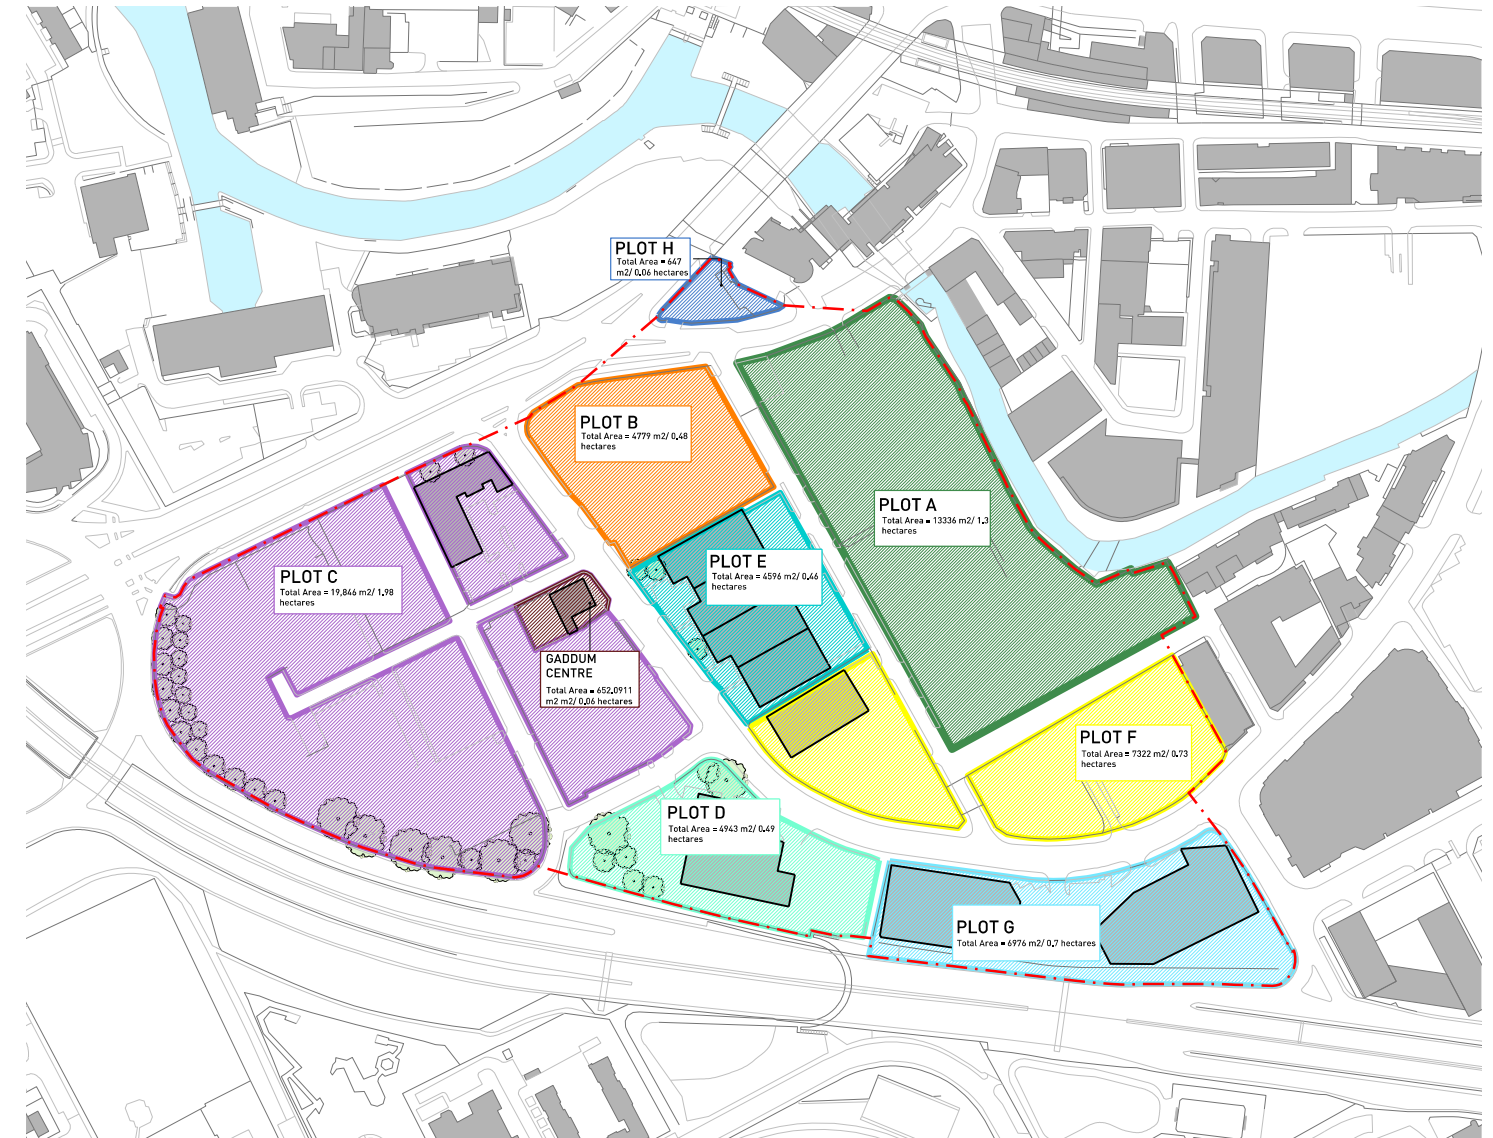 PLOT H
Total Area = 647
m2/ 0.06 hectares
PLOT B
Total Area = 4779 m2/ 0.48
hectares
PLOT A
Total Area = 13336 m2/ 1.3
hectares
PLOT E
Total Area = 4596 m2/ 0.46
hectares
PLOT C
Total Area = 19,846 m2/ 1.98
hectares
GADDUM
CENTRE
Total Area = 652.0911
m2 m2/ 0.06 hectares
PLOT F
Total Area = 7322 m2/ 0.73
hectares
PLOT D
Total Area = 4943 m2/ 0.49
hectares
PLOT G
Total Area = 6976 m2/ 0.7 hectares